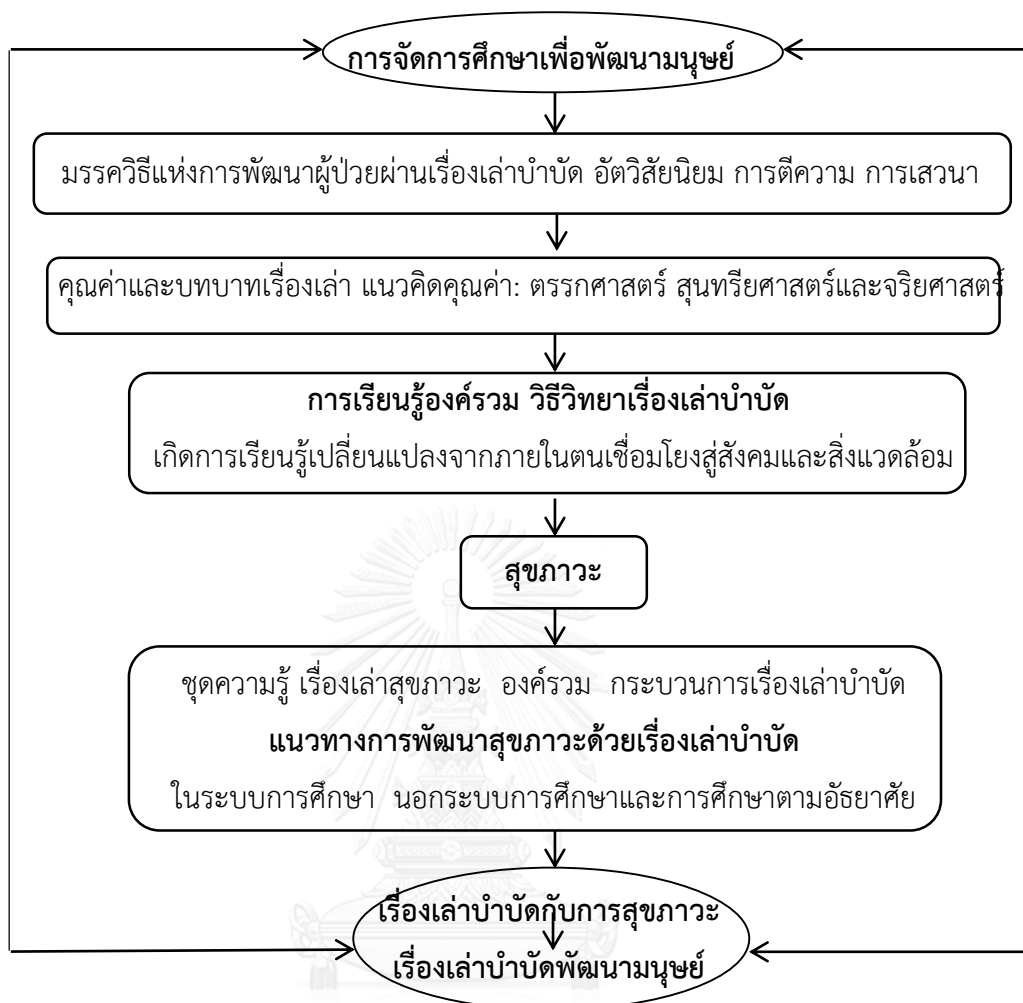 การจัดการศึกษาเพื่อพัฒนามนุษย์
มรรควิธีแห่งการพัฒนาผู้ป่วยผ่านเรื่องเล่าบำบัด อัตวิสัยนิยม การตีความ การเสวนา
คุณค่าและบทบาทเรื่องเล่า แนวคิดคุณค่า: ตรรกศาสตร์ สุนทรียศาสตร์และจริยศาสตร์
การเรียนรู้องค์รวม วิธีวิทยาเรื่องเล่าบำบัด
เกิดการเรียนรู้เปลี่ยนแปลงจากภายในตนเชื่อมโยงสู่สังคมและสิ่งแวดล้อม
สุขภาวะ
ชุดความรู้ เรื่องเล่าสุขภาวะ องค์รวม กระบวนการเรื่องเล่าบำบัด
แนวทางการพัฒนาสุขภาวะด้วยเรื่องเล่าบำบัด
ในระบบการศึกษา นอกระบบการศึกษาและการศึกษาตามอัธยาศัย
เรื่องเล่าบำบัดกับการสุขภาวะ
เรื่องเล่าบำบัดพัฒนามนุษย์